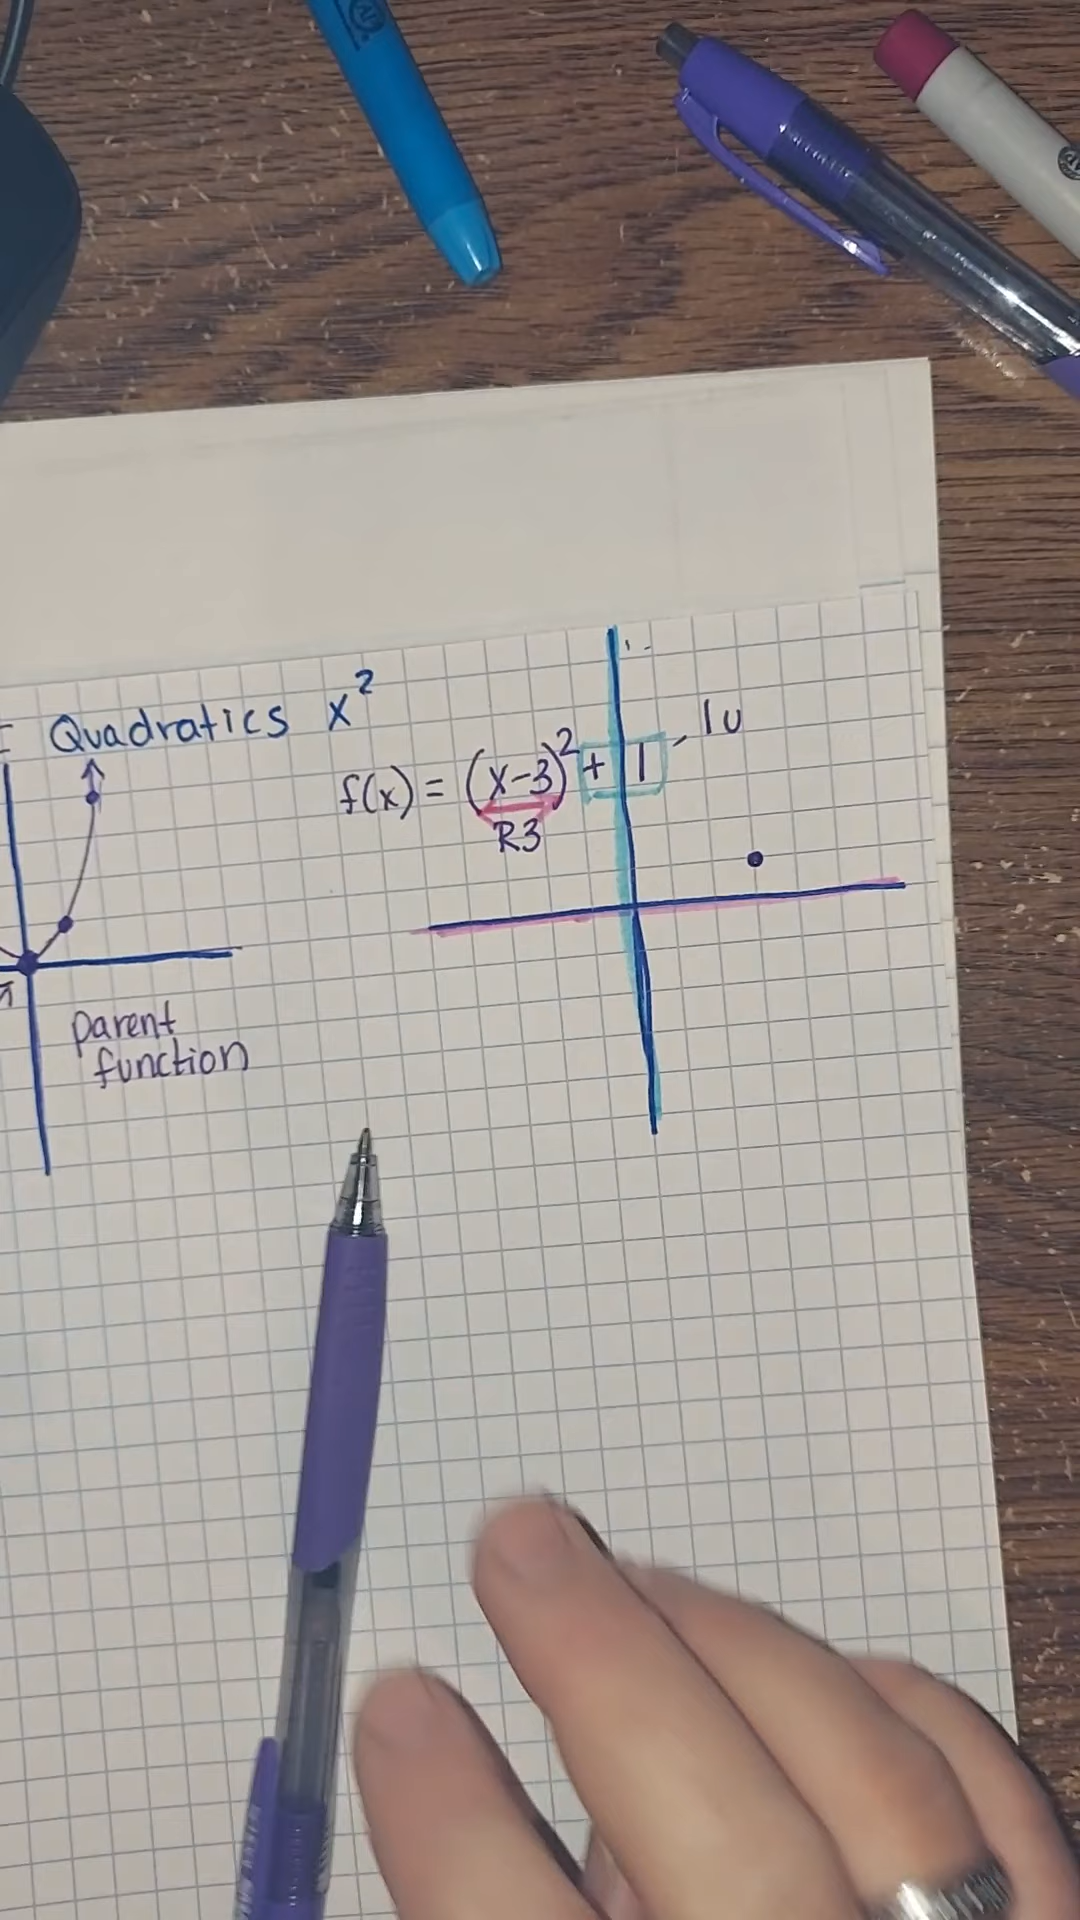 Quadratics x²
f(x) = (x-3)² + 1
1U
R3
parent
function